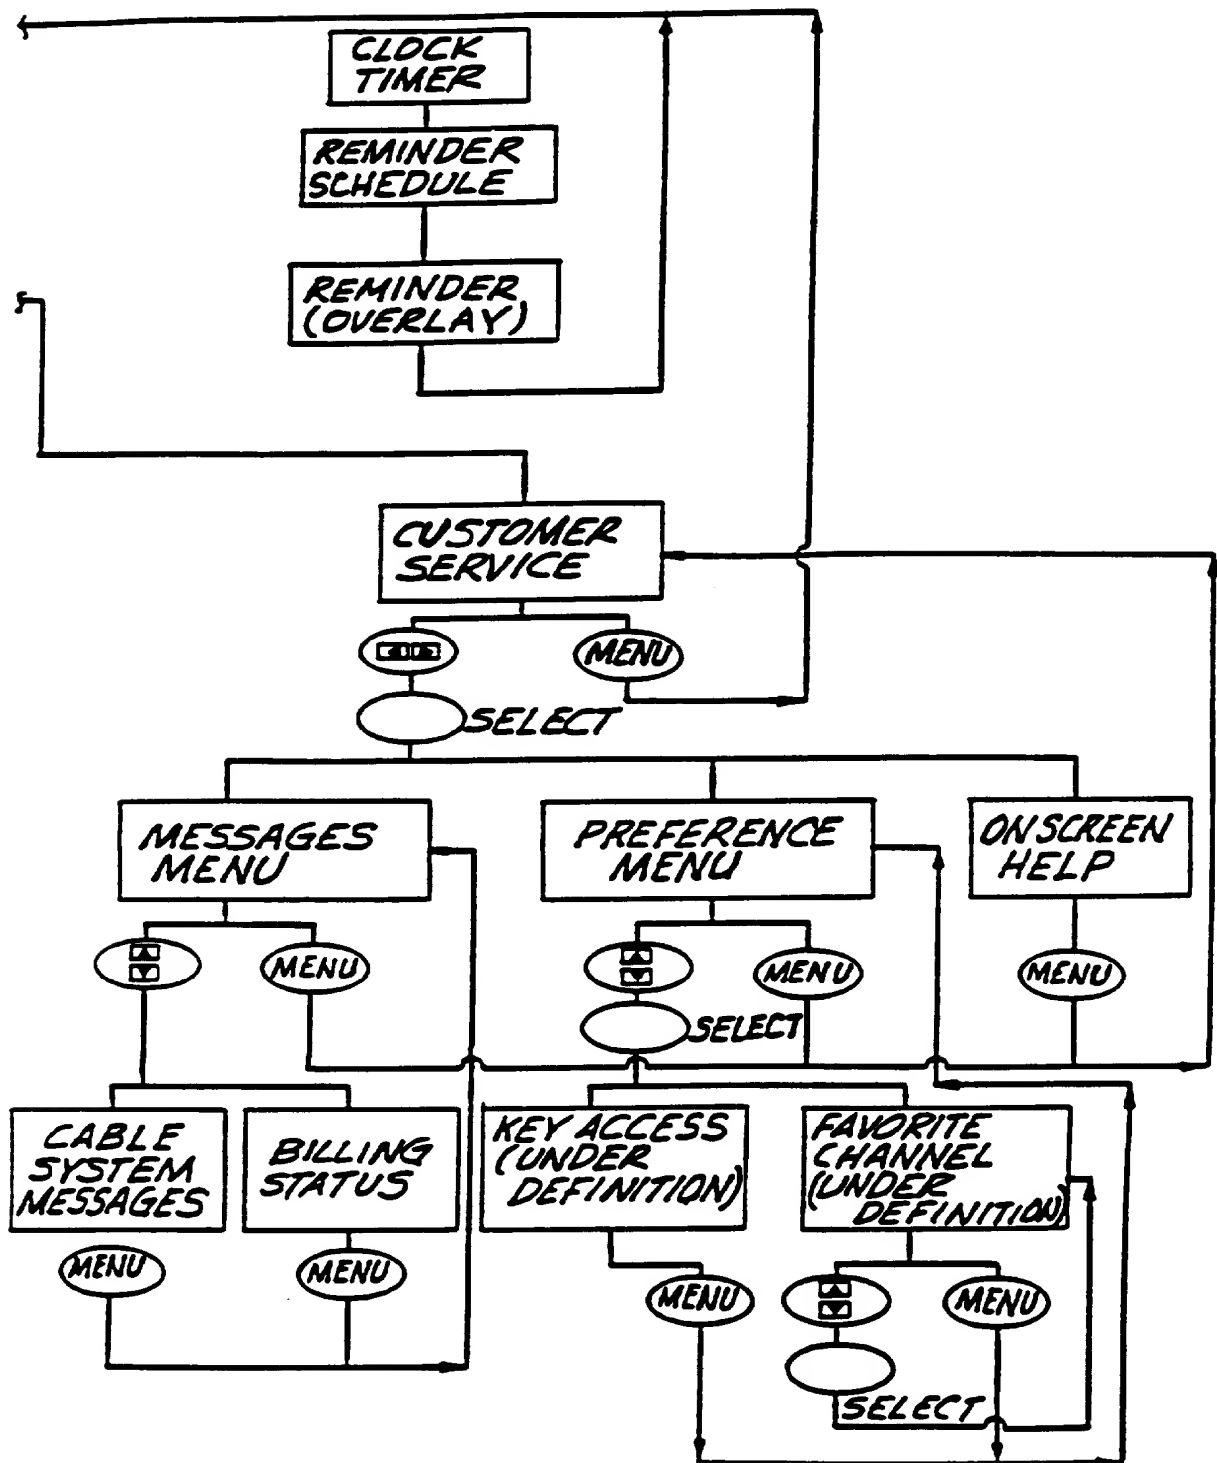 CLOCK
TIMER
REMINDER
SCHEDULE
REMINDER
(OVERLAY)
CUSTOMER
SERVICE
MENU
SELECT
MESSAGES
MENU
PREFERENCE
MENU
ON SCREEN
HELP
MENU
MENU
MENU
SELECT
CABLE
SYSTEM
MESSAGES
BILLING
STATUS
KEY ACCESS
(UNDER
DEFINITION)
FAVORITE
CHANNEL
(UNDER
DEFINITION)
MENU
MENU
MENU
MENU
SELECT